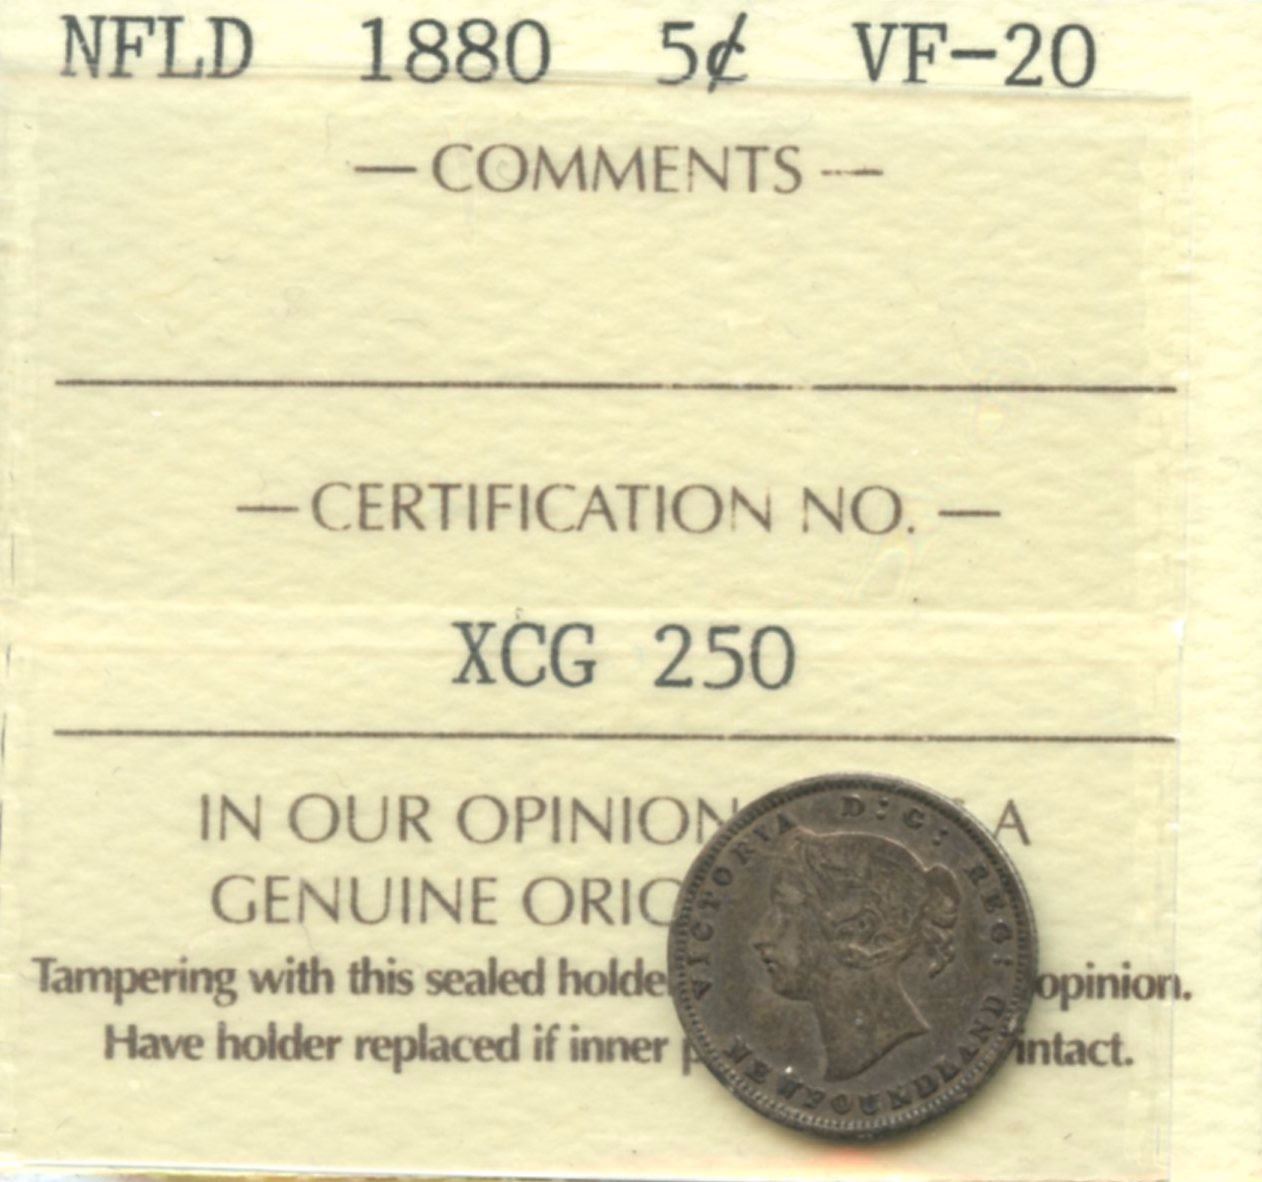 NFLD 1880 5¢ VF-20
— COMMENTS —
— CERTIFICATION NO. —
XCG 250
IN OUR OPINION A
GENUINE ORIG
Tampering with this sealed holde opinion.
Have holder replaced if inner p intact.
VICTORIA D: G: REG: NEWFOUNDLAND